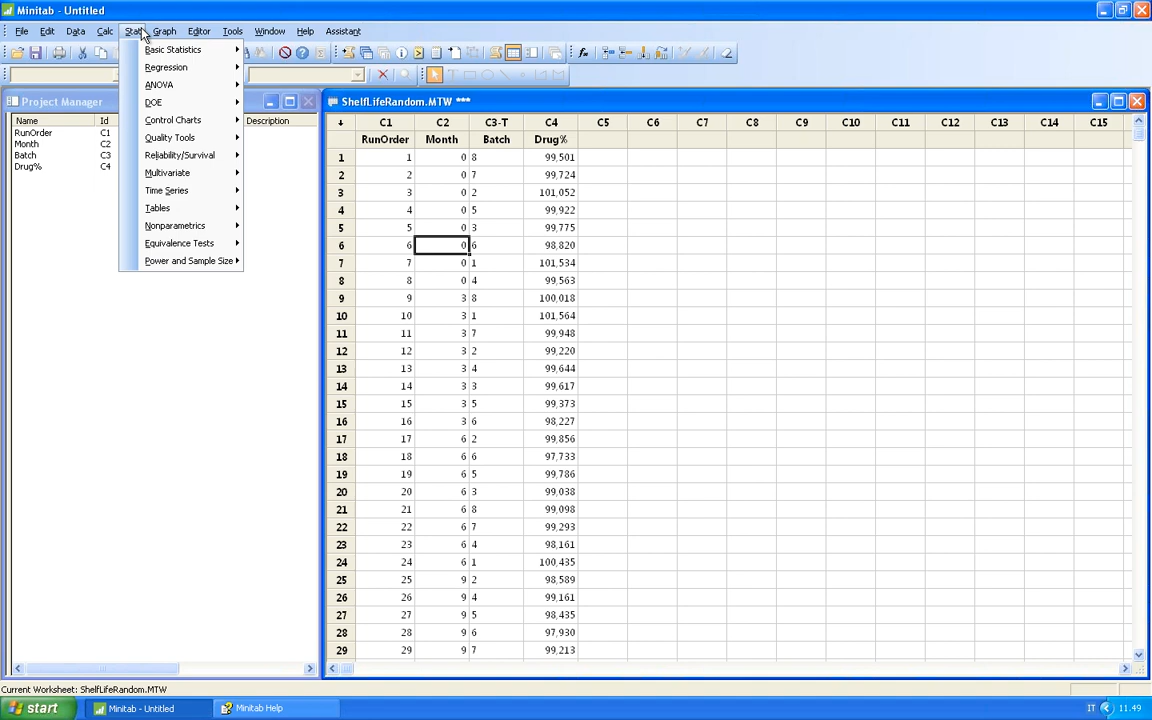 Minitab - Untitled
File Edit Data Calc Stat Graph Editor Tools Window Help Assistant
Project Manager
Name Id Description
RunOrder C1
Month C2
Batch C3
Drug% C4
Basic Statistics
Regression
ANOVA
DOE
Control Charts
Quality Tools
Reliability/Survival
Multivariate
Time Series
Tables
Nonparametrics
Equivalence Tests
Power and Sample Size
ShelfLifeRandom.MTW ***
C1 C2 C3-T C4 C5 C6 C7 C8 C9 C10 C11 C12 C13 C14 C15
RunOrder Month Batch Drug%
1 1 0 8 99,501
2 2 0 7 99,724
3 3 0 2 101,052
4 4 0 5 99,922
5 5 0 3 99,775
6 6 0 6 98,820
7 7 0 1 101,534
8 8 0 4 99,563
9 9 3 8 100,018
10 10 3 1 101,564
11 11 3 7 99,948
12 12 3 2 99,220
13 13 3 4 99,644
14 14 3 3 99,617
15 15 3 5 99,373
16 16 3 6 98,227
17 17 6 2 99,856
18 18 6 6 97,733
19 19 6 5 99,786
20 20 6 3 99,038
21 21 6 8 99,098
22 22 6 7 99,293
23 23 6 4 98,161
24 24 6 1 100,435
25 25 9 2 98,589
26 26 9 4 99,161
27 27 9 5 98,435
28 28 9 6 97,930
29 29 9 7 99,213
Current Worksheet: ShelfLifeRandom.MTW
start Minitab - Untitled Minitab Help IT 11.49